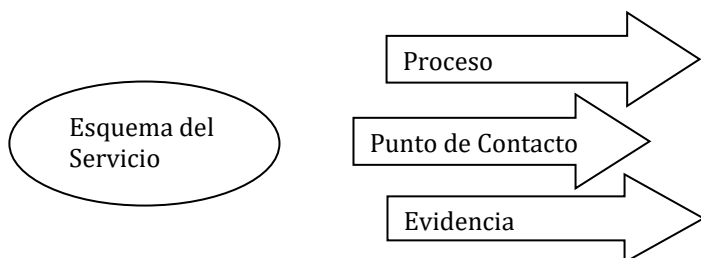 Esquema del
Servicio
Proceso
Punto de Contacto
Evidencia